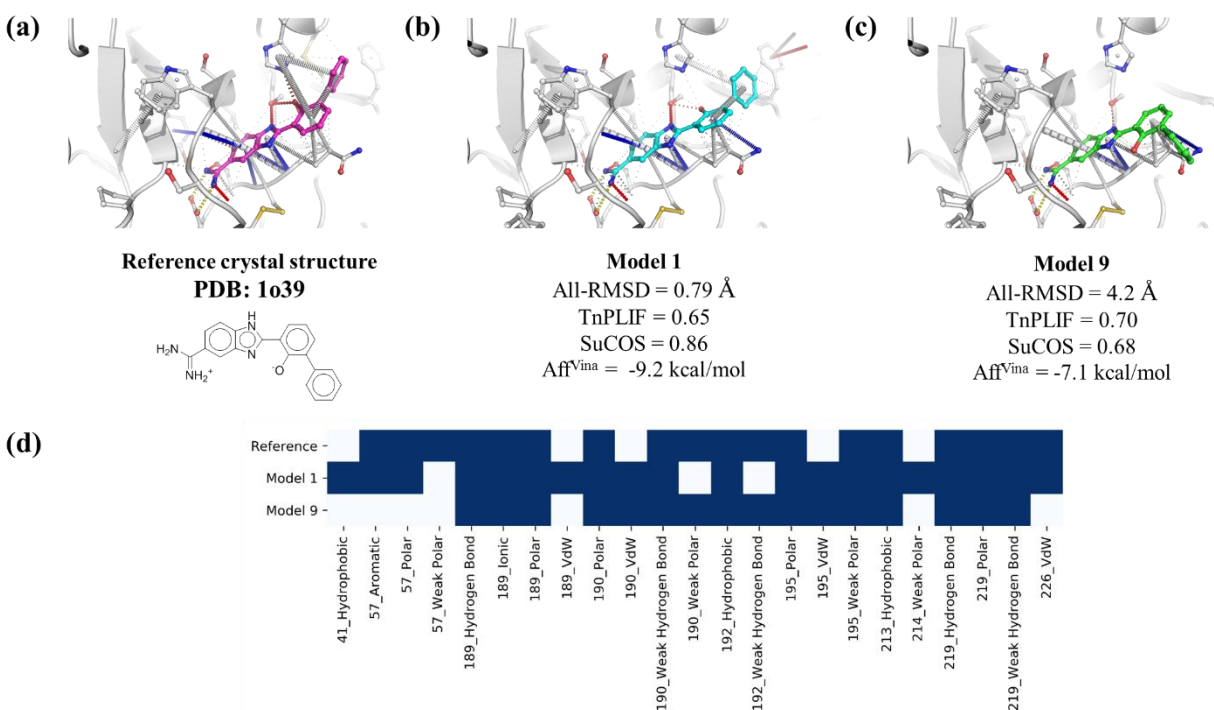 (a)
(b)
(c)
Reference crystal structure
PDB: 1o39
H
N
N
H₂N
NH₂⁺
⁻O
Model 1
All-RMSD = 0.79 Å
TnPLIF = 0.65
SuCOS = 0.86
Aff^Vina = -9.2 kcal/mol
Model 9
All-RMSD = 4.2 Å
TnPLIF = 0.70
SuCOS = 0.68
Aff^Vina = -7.1 kcal/mol
(d)
Reference
Model 1
Model 9
41_Hydrophobic
57_Aromatic
57_Polar
57_Weak Polar
189_Hydrogen Bond
189_Ionic
189_Polar
189_VdW
190_Polar
190_VdW
190_Weak Hydrogen Bond
190_Weak Polar
192_Hydrophobic
192_Weak Hydrogen Bond
195_Polar
195_VdW
195_Weak Polar
213_Hydrophobic
214_Weak Polar
219_Hydrogen Bond
219_Polar
219_Weak Hydrogen Bond
226_VdW